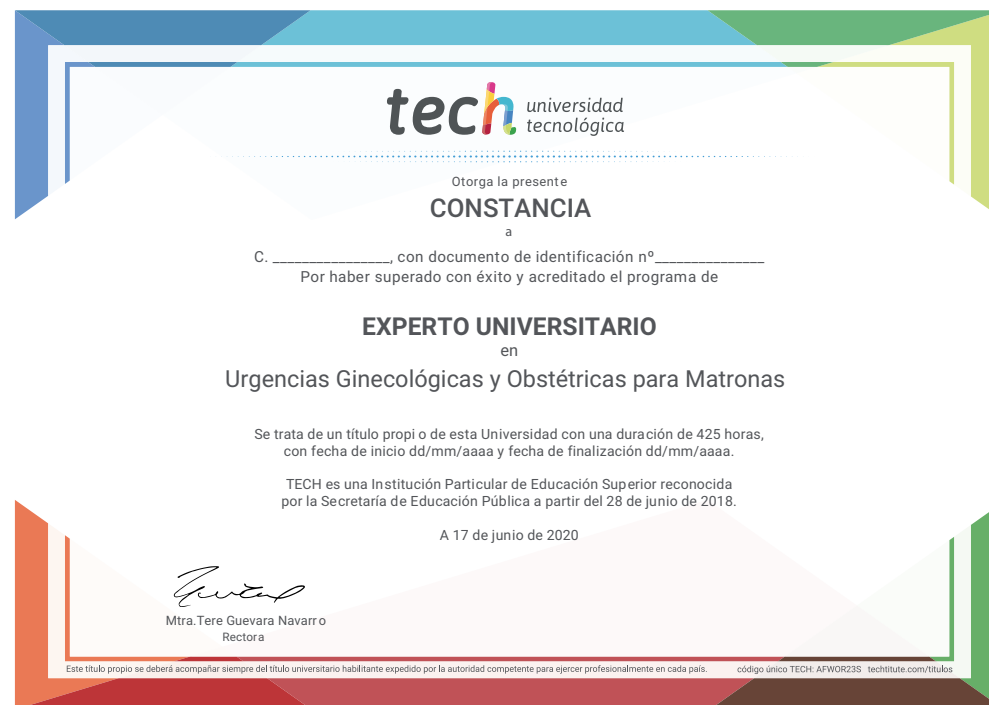 tech universidad
tecnológica
Otorga la presente
CONSTANCIA
a
C. ________________, con documento de identificación nº_______________
Por haber superado con éxito y acreditado el programa de
EXPERTO UNIVERSITARIO
en
Urgencias Ginecológicas y Obstétricas para Matronas
Se trata de un título propi o de esta Universidad con una duración de 425 horas,
con fecha de inicio dd/mm/aaaa y fecha de finalización dd/mm/aaaa.
TECH es una Institución Particular de Educación Superior reconocida
por la Secretaría de Educación Pública a partir del 28 de junio de 2018.
A 17 de junio de 2020
Mtra.Tere Guevara Navarro
Rectora
Este título propio se deberá acompañar siempre del título universitario habilitante expedido por la autoridad competente para ejercer profesionalmente en cada país. código único TECH: AFWOR23S techtitute.com/titulos